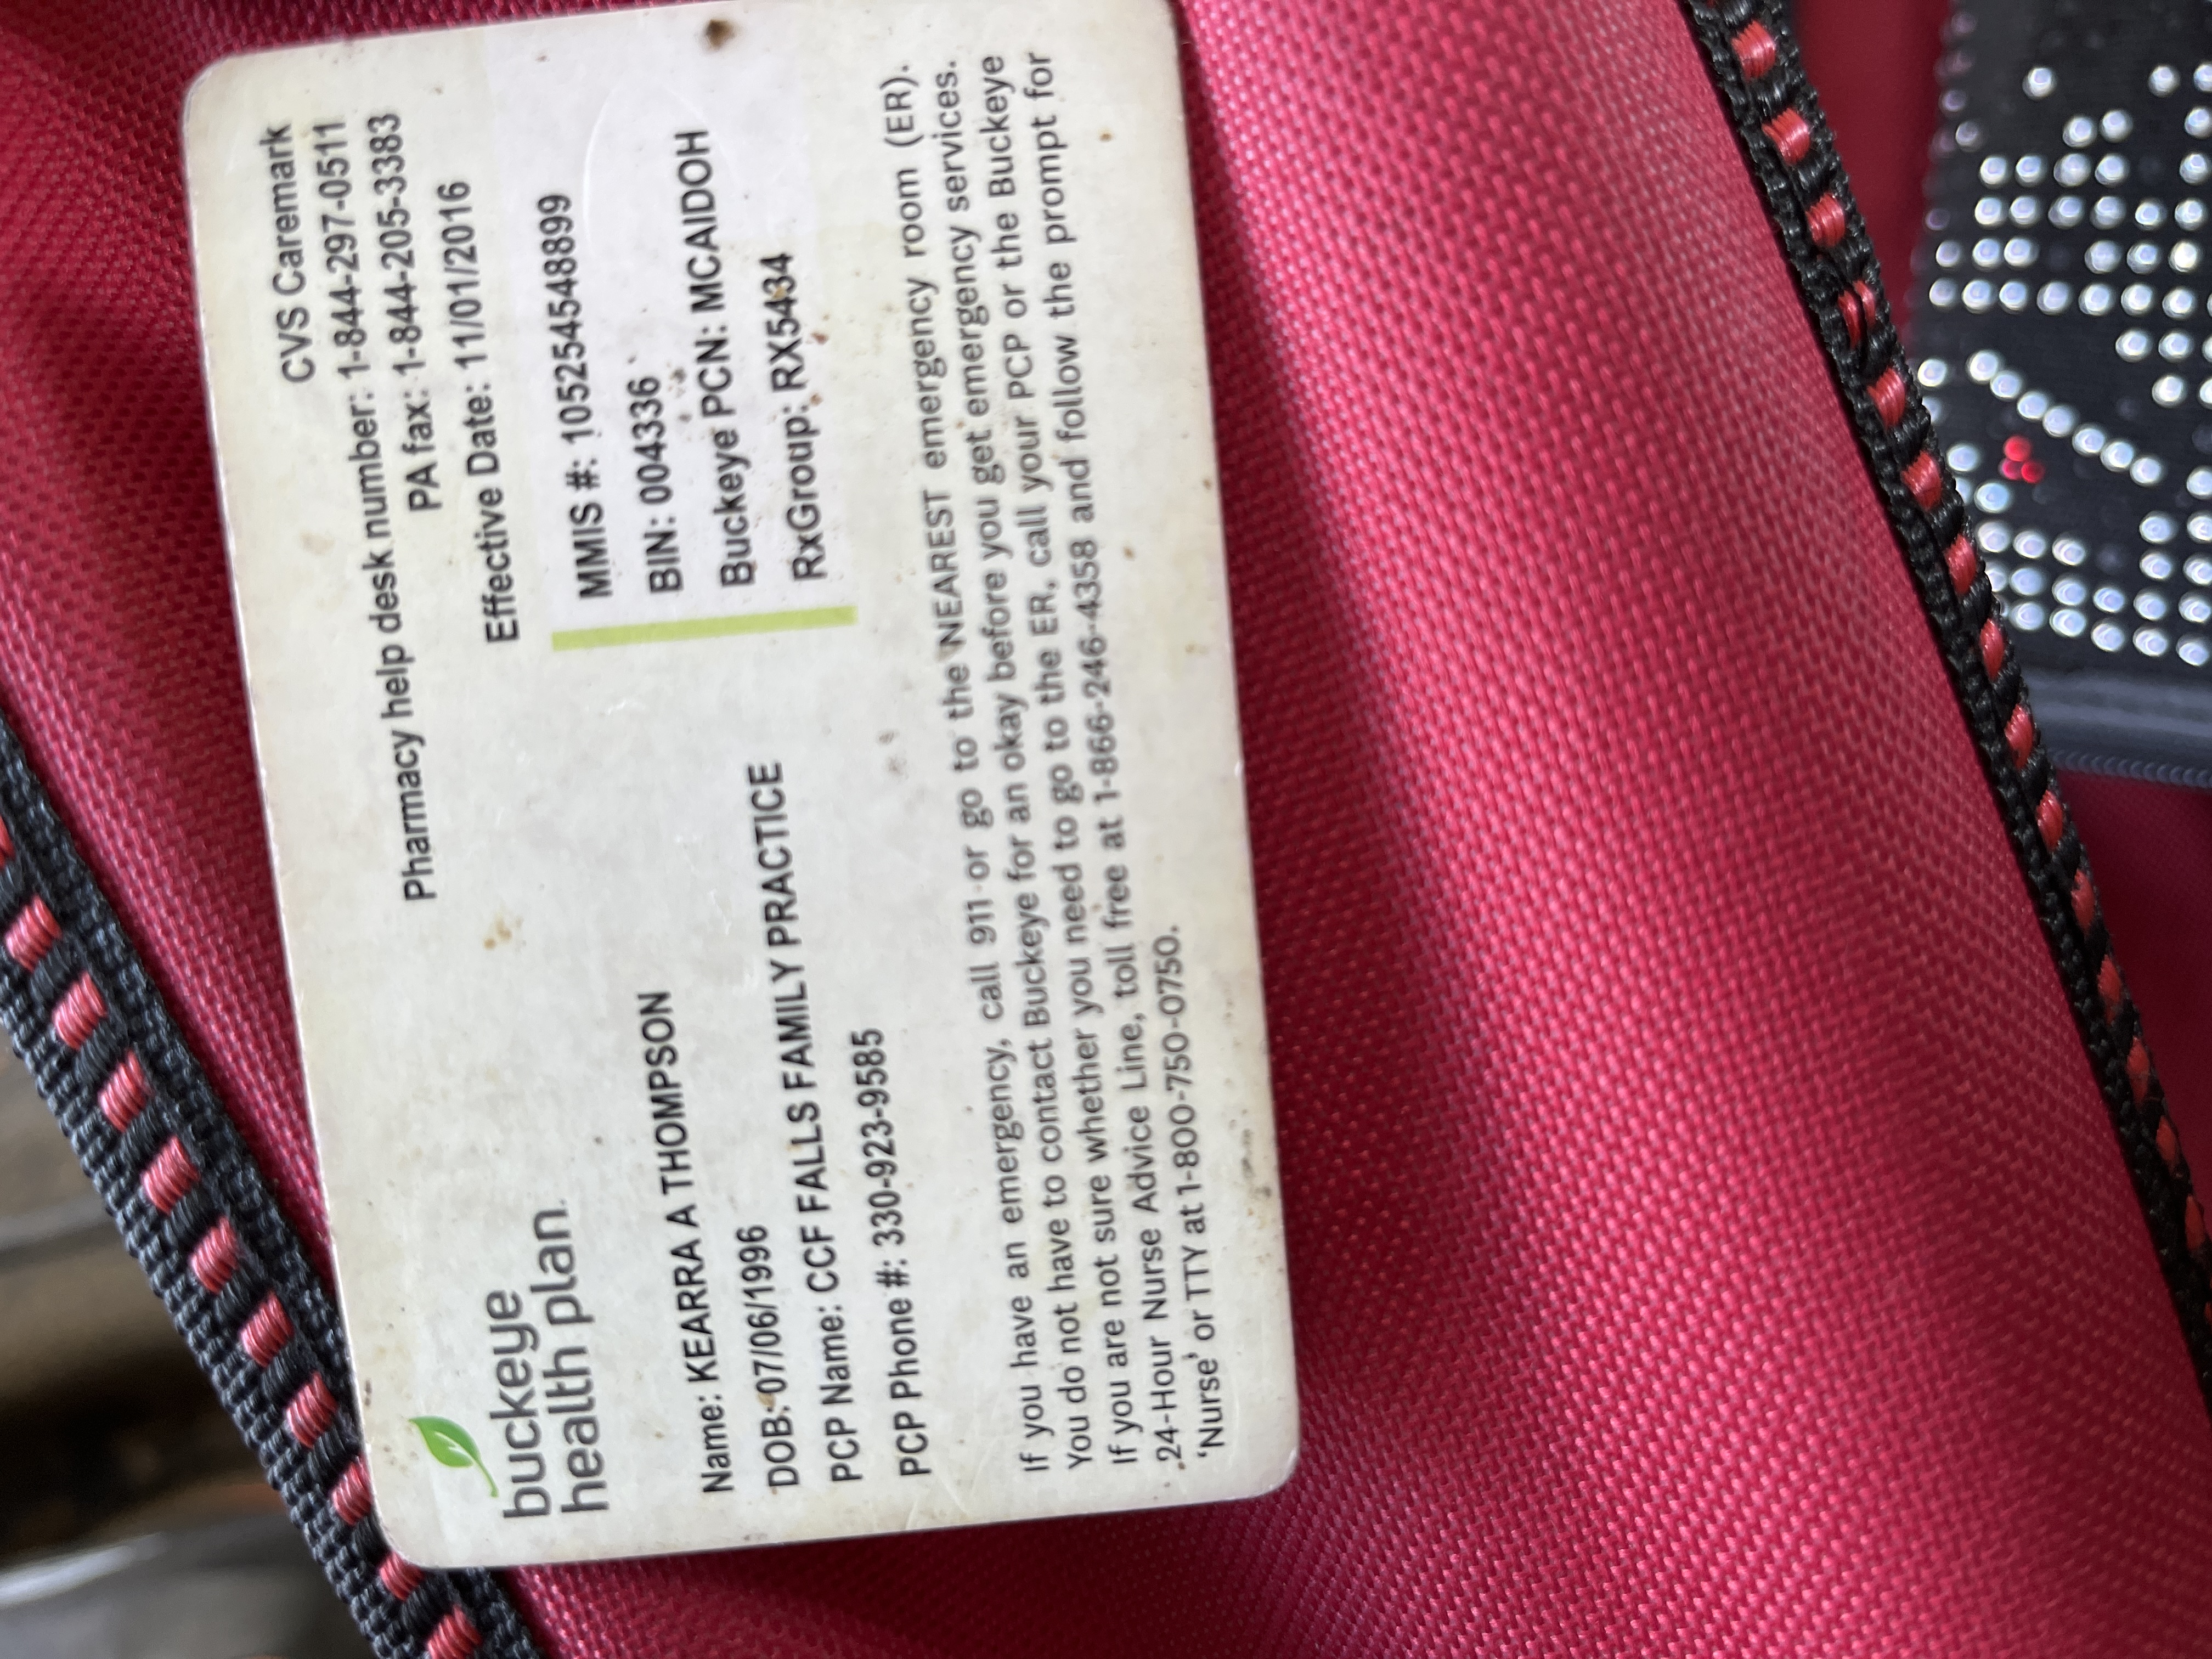 buckeye
health plan.
CVS Caremark
Pharmacy help desk number: 1-844-297-0511
PA fax: 1-844-205-3383
Effective Date: 11/01/2016
Name: KEARRA A THOMPSON
DOB: 07/06/1996
PCP Name: CCF FALLS FAMILY PRACTICE
PCP Phone #: 330-923-9585
MMIS #: 105254548899
BIN: 004336
Buckeye PCN: MCAIDOH
RxGroup: RX5434
If you have an emergency, call 911 or go to the NEAREST emergency room (ER).
You do not have to contact Buckeye for an okay before you get emergency services.
If you are not sure whether you need to go to the ER, call your PCP or the Buckeye
24-Hour Nurse Advice Line, toll free at 1-866-246-4358 and follow the prompt for
'Nurse' or TTY at 1-800-750-0750.